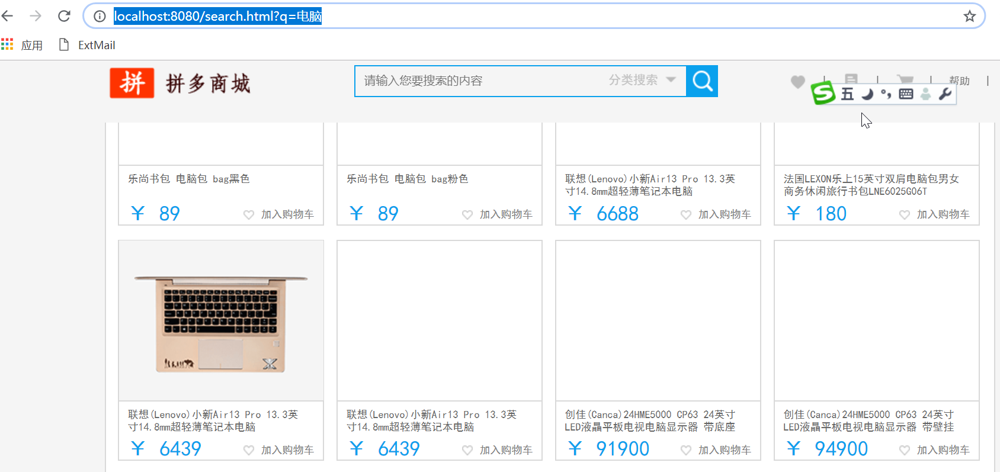 localhost:8080/search.html?q=电脑
应用 ExtMail
拼 拼多商城 请输入您要搜索的内容 分类搜索 | | | 帮助 |
五
乐尚书包 电脑包 bag黑色
¥ 89 加入购物车
乐尚书包 电脑包 bag粉色
¥ 89 加入购物车
联想(Lenovo)小新Air13 Pro 13.3英
寸14.8mm超轻薄笔记本电脑
¥ 6688 加入购物车
法国LEXON乐上15英寸双肩电脑包男女
商务休闲旅行书包LNE6025G06T
¥ 180 加入购物车
联想(Lenovo)小新Air13 Pro 13.3英
寸14.8mm超轻薄笔记本电脑
¥ 6439 加入购物车
联想(Lenovo)小新Air13 Pro 13.3英
寸14.8mm超轻薄笔记本电脑
¥ 6439 加入购物车
创佳(Canca)24HME5000 CP63 24英寸
LED液晶平板电视电脑显示器 带底座
¥ 91900 加入购物车
创佳(Canca)24HME5000 CP63 24英寸
LED液晶平板电视电脑显示器 带壁挂
¥ 94900 加入购物车